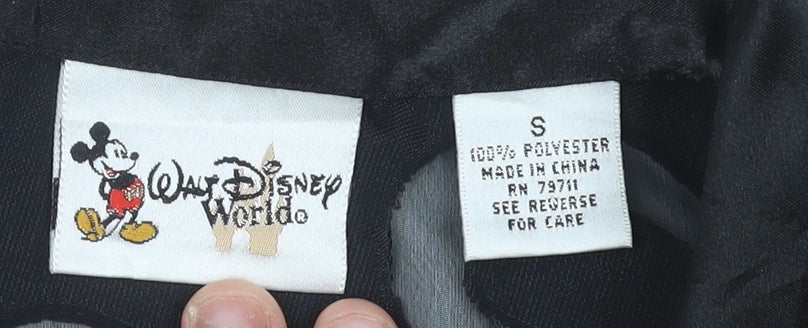 Walt Disney
World
S
100% POLYESTER
MADE IN CHINA
RN 79711
SEE REVERSE
FOR CARE